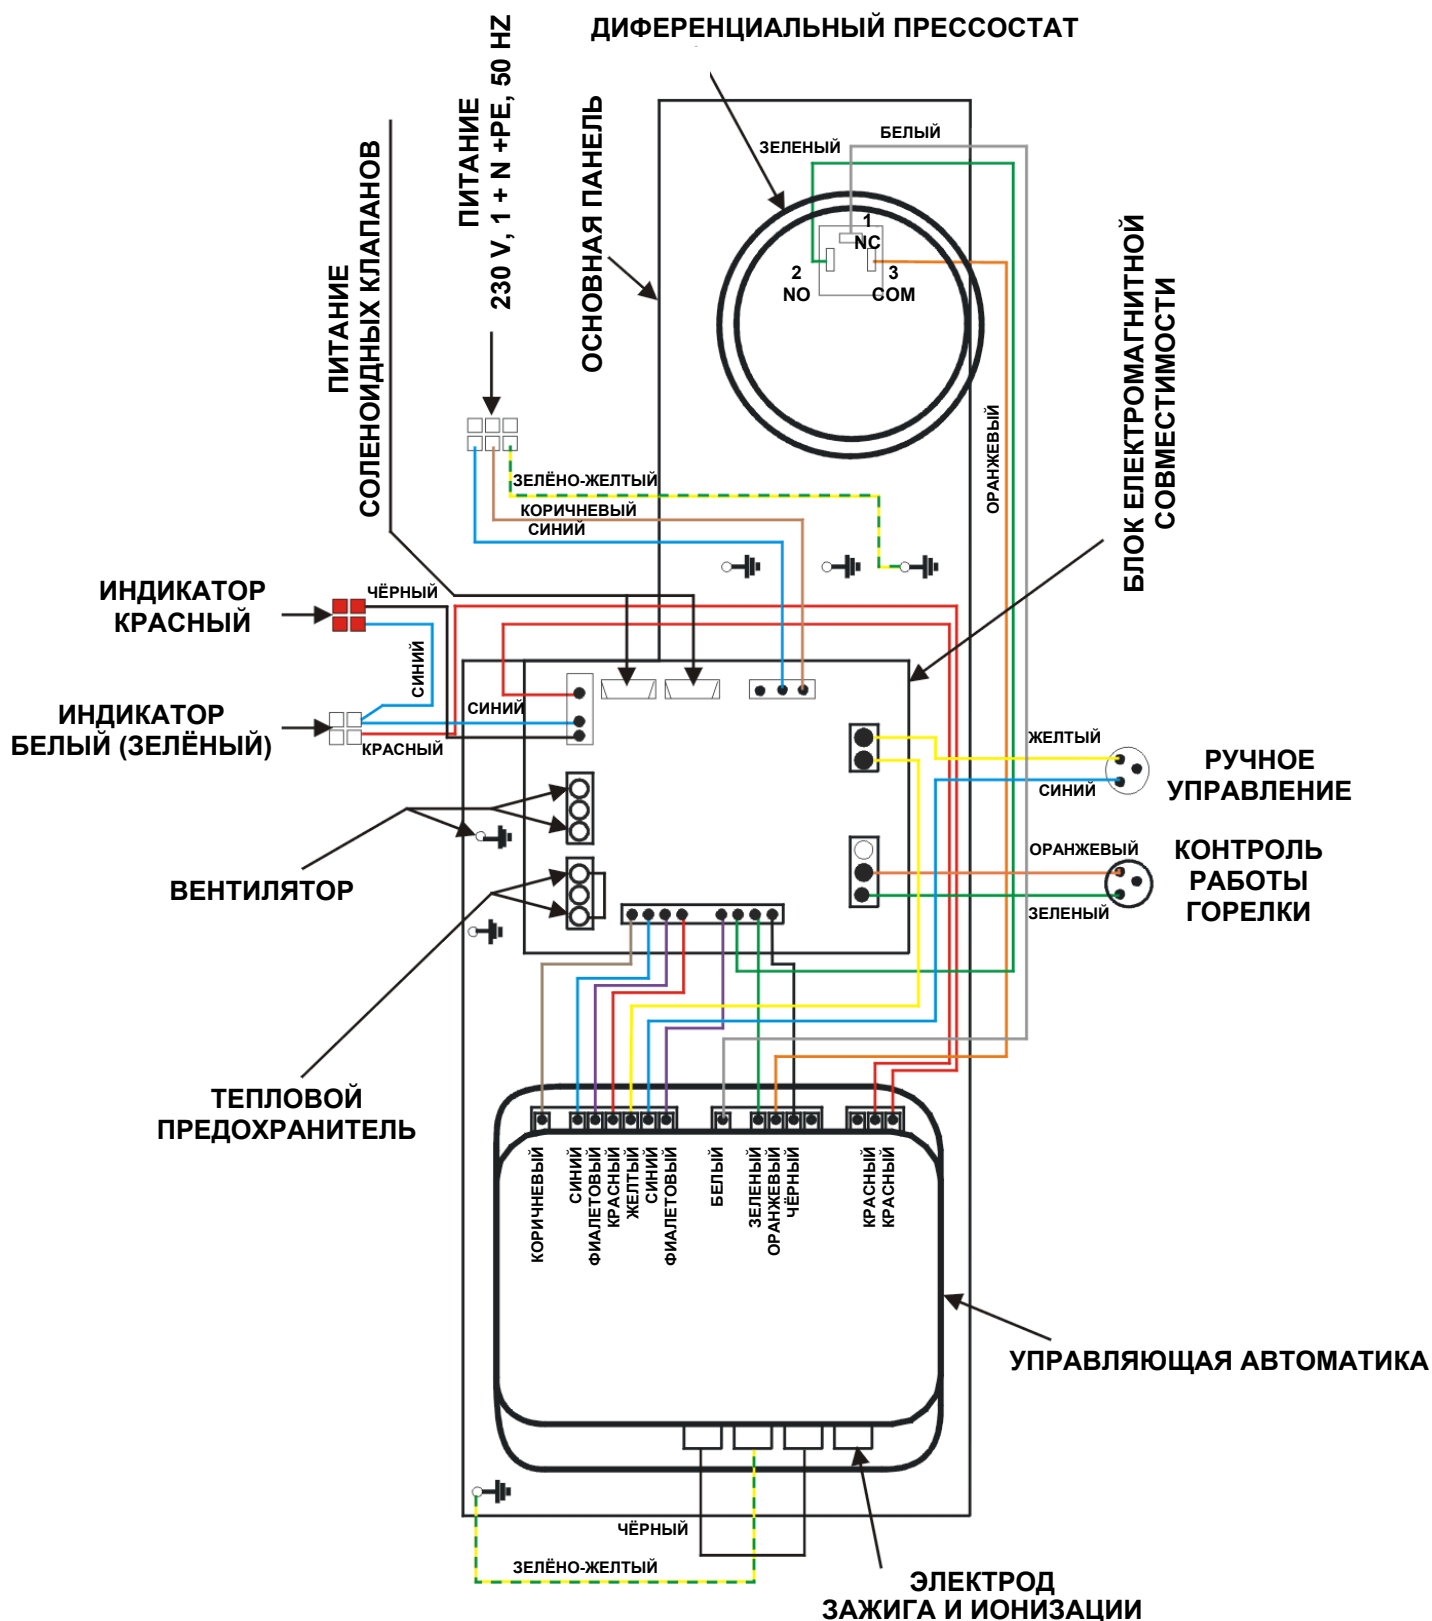 ДИФЕРЕНЦИАЛЬНЫЙ ПРЕССОСТАТ
ПИТАНИЕ
230 V, 1 + N +PE, 50 HZ
ОСНОВНАЯ ПАНЕЛЬ
ПИТАНИЕ
СОЛЕНОИДНЫХ КЛАПАНОВ
БЕЛЫЙ
ЗЕЛЕНЫЙ
1
NC
2
NO
3
COM
БЛОК ЕЛЕКТРОМАГНИТНОЙ
СОВМЕСТИМОСТИ
ОРАНЖЕВЫЙ
ЗЕЛЁНО-ЖЕЛТЫЙ
КОРИЧНЕВЫЙ
СИНИЙ
ИНДИКАТОР
КРАСНЫЙ
ЧЁРНЫЙ
СИНИЙ
ИНДИКАТОР
БЕЛЫЙ (ЗЕЛЁНЫЙ)
СИНИЙ
КРАСНЫЙ
ЖЕЛТЫЙ
СИНИЙ
РУЧНОЕ
УПРАВЛЕНИЕ
ОРАНЖЕВЫЙ
ЗЕЛЕНЫЙ
КОНТРОЛЬ
РАБОТЫ
ГОРЕЛКИ
ВЕНТИЛЯТОР
ТЕПЛОВОЙ
ПРЕДОХРАНИТЕЛЬ
КОРИЧНЕВЫЙ
СИНИЙ
ФИАЛЕТОВЫЙ
КРАСНЫЙ
ЖЕЛТЫЙ
СИНИЙ
ФИАЛЕТОВЫЙ
БЕЛЫЙ
ЗЕЛЕНЫЙ
ОРАНЖЕВЫЙ
ЧЁРНЫЙ
КРАСНЫЙ
КРАСНЫЙ
УПРАВЛЯЮЩАЯ АВТОМАТИКА
ЧЁРНЫЙ
ЗЕЛЁНО-ЖЕЛТЫЙ
ЭЛЕКТРОД
ЗАЖИГА И ИОНИЗАЦИИ